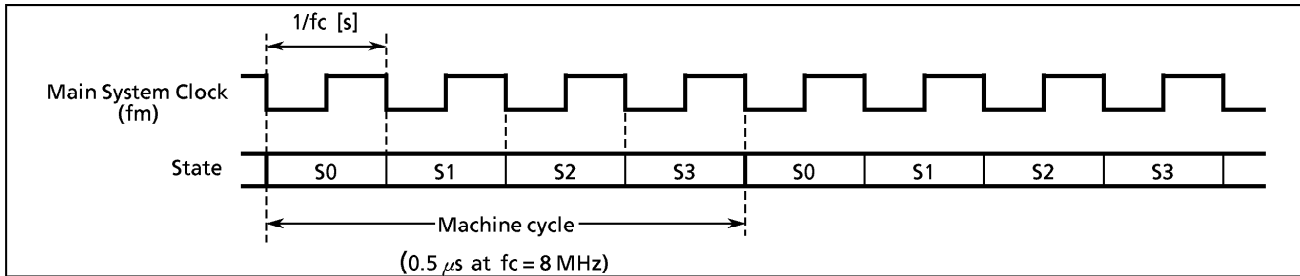 1/fc [s]
Main System Clock
(fm)
State
S0 S1 S2 S3 S0 S1 S2 S3
Machine cycle
(0.5 μs at fc = 8 MHz)